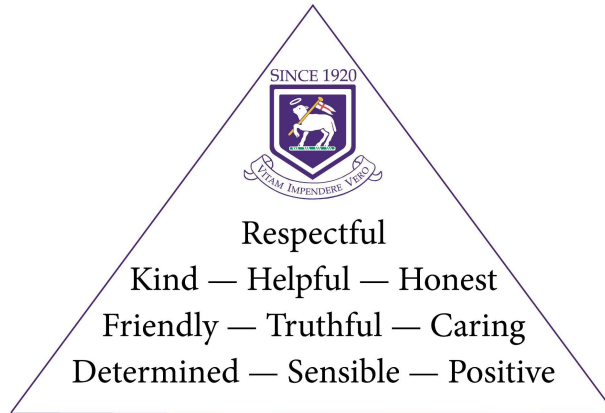 SINCE 1920
VITAM IMPENDERE VERO
Respectful
Kind — Helpful — Honest
Friendly — Truthful — Caring
Determined — Sensible — Positive